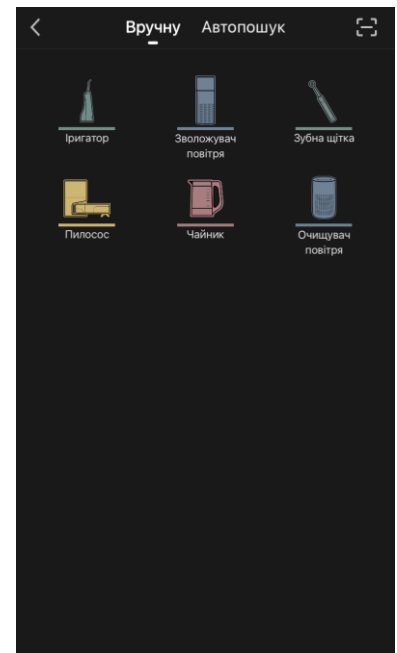 Вручну Автопошук
Іригатор
Зволожувач
повітря
Зубна щітка
Пилосос
Чайник
Очищувач
повітря